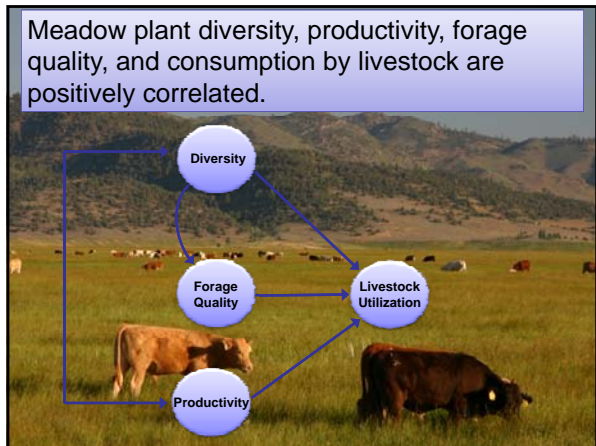 Meadow plant diversity, productivity, forage
quality, and consumption by livestock are
positively correlated.
Diversity
Forage
Quality
Livestock
Utilization
Productivity